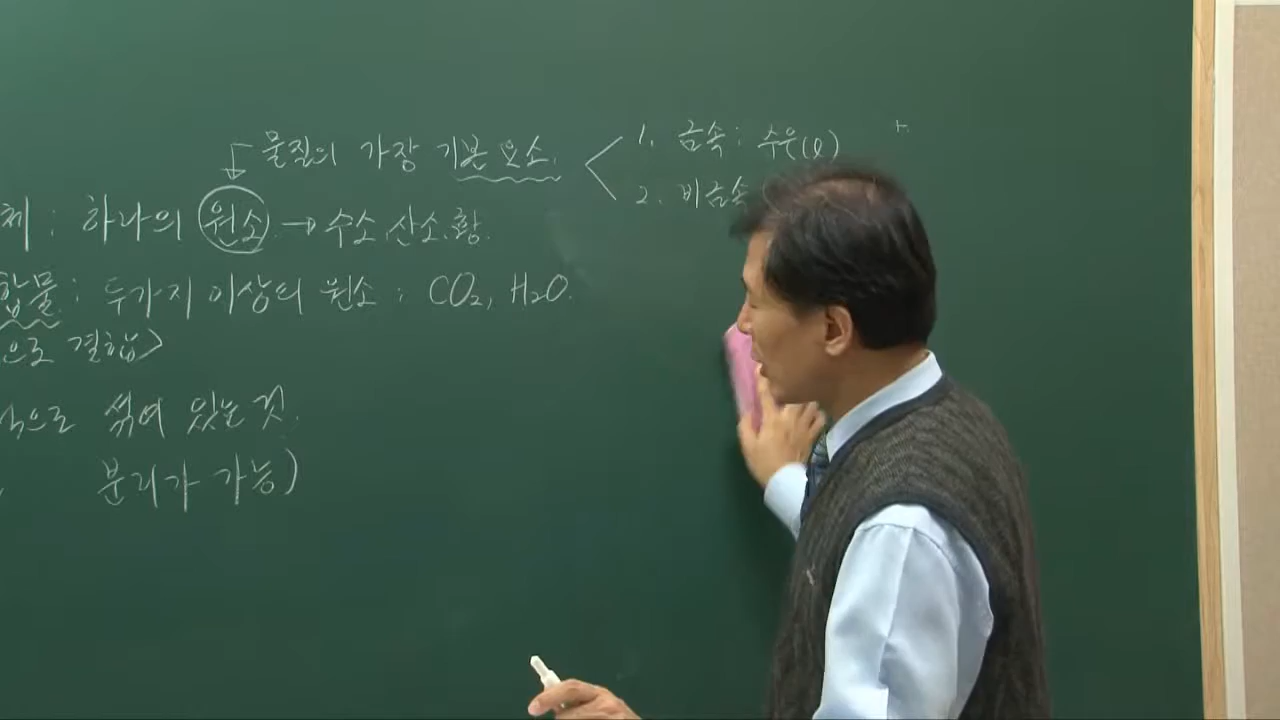 물질의 가장 기본 요소.
1. 금속: 수은(ℓ)
2. 비금속
체 : 하나의 원소 → 수소, 산소, 황.
합물 : 두가지 이상의 원소 : CO₂, H₂O.
으로 결합>
식으로 섞여 있는 것.
분리가 가능)